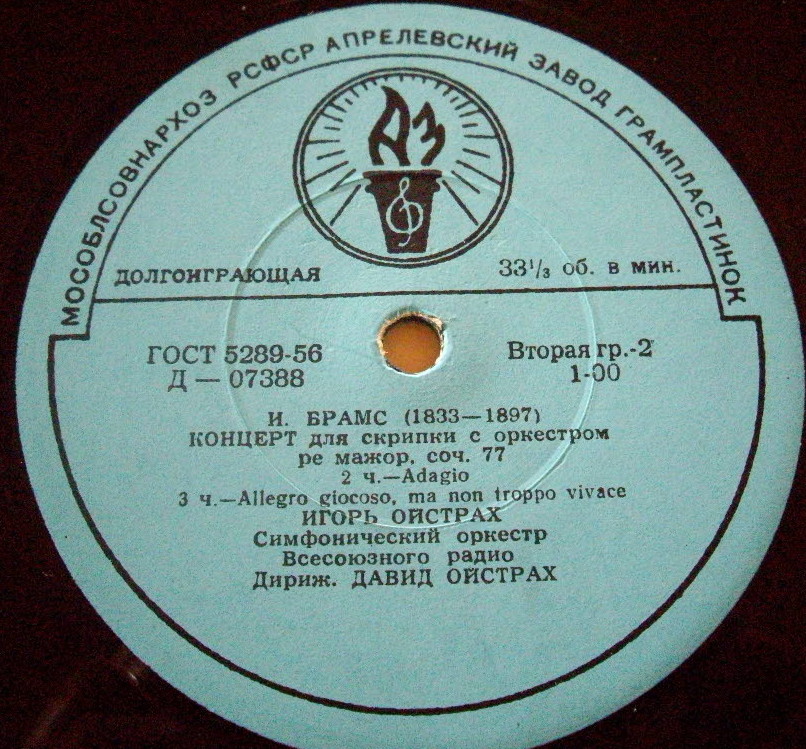 МОСОБЛСОВНАРХОЗ РСФСР АПРЕЛЕВСКИЙ ЗАВОД ГРАМПЛАСТИНОК
АЗ
ДОЛГОИГРАЮЩАЯ 33⅓ об. в мин.
ГОСТ 5289-56 Вторая гр.-2
Д — 07388 1-00
И. БРАМС (1833—1897)
КОНЦЕРТ для скрипки с оркестром
ре мажор, соч. 77
2 ч.—Adagio
3 ч.—Allegro giocoso, ma non troppo vivace
ИГОРЬ ОЙСТРАХ
Симфонический оркестр
Всесоюзного радио
Дириж. ДАВИД ОЙСТРАХ